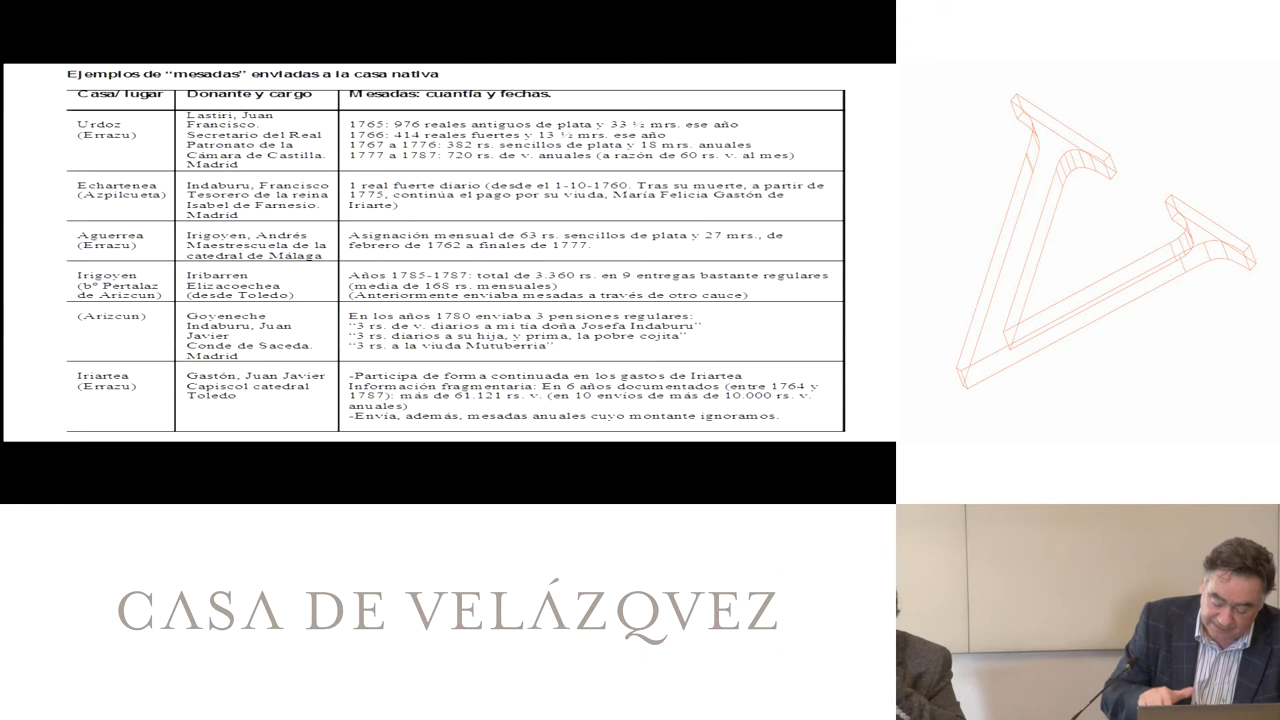 Ejemplos de “mesadas” enviadas a la casa nativa
Casa/ lugar
Donante y cargo
Mesadas: cuantía y fechas.
Urdoz
(Errazu)
Lastiri, Juan
Francisco.
Secretario del Real
Patronato de la
Cámara de Castilla.
Madrid
1765: 976 reales antiguos de plata y 33 ½ mrs. ese año
1766: 414 reales fuertes y 13 ½ mrs. ese año
1767 a 1776: 382 rs. sencillos de plata y 18 mrs. anuales
1777 a 1787: 720 rs. de v. anuales (a razón de 60 rs. v. al mes)
Echartenea
(Azpilcueta)
Indaburu, Francisco
Tesorero de la reina
Isabel de Farnesio.
Madrid
1 real fuerte diario (desde el 1-10-1760. Tras su muerte, a partir de
1775, continúa el pago por su viuda, María Felicia Gastón de
Iriarte)
Aguerrea
(Errazu)
Irigoyen, Andrés
Maestrescuela de la
catedral de Málaga
Asignación mensual de 63 rs. sencillos de plata y 27 mrs., de
febrero de 1762 a finales de 1777.
Irigoyen
(bº Pertalaz
de Arizcun)
Iribarren
Elizacoechea
(desde Toledo)
Años 1785-1787: total de 3.360 rs. en 9 entregas bastante regulares
(media de 168 rs. mensuales)
(Anteriormente enviaba mesadas a través de otro cauce)
(Arizcun)
Goyeneche
Indaburu, Juan
Javier
Conde de Saceda.
Madrid
En los años 1780 enviaba 3 pensiones regulares:
“3 rs. de v. diarios a mi tía doña Josefa Indaburu”
“3 rs. diarios a su hija, y prima, la pobre cojita”
“3 rs. a la viuda Mutuberria”
Iriartea
(Errazu)
Gastón, Juan Javier
Capiscol catedral
Toledo
-Participa de forma continuada en los gastos de Iriartea
Información fragmentaria: En 6 años documentados (entre 1764 y
1787): más de 61.121 rs. v. (en 10 envíos de más de 10.000 rs. v.
anuales)
-Envía, además, mesadas anuales cuyo montante ignoramos.
CASA DE VELÁZQVEZ